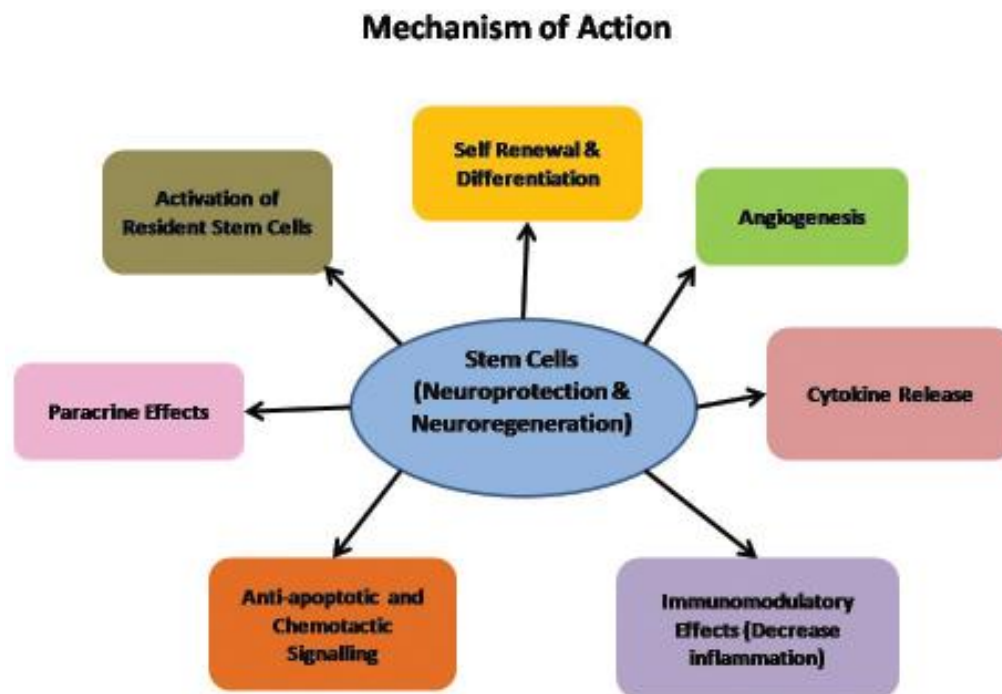 Mechanism of Action
Self Renewal &
Differentiation
Activation of
Resident Stem Cells
Angiogenesis
Stem Cells
(Neuroprotection &
Neuroregeneration)
Paracrine Effects
Cytokine Release
Anti-apoptotic and
Chemotactic
Signalling
Immunomodulatory
Effects (Decrease
inflammation)